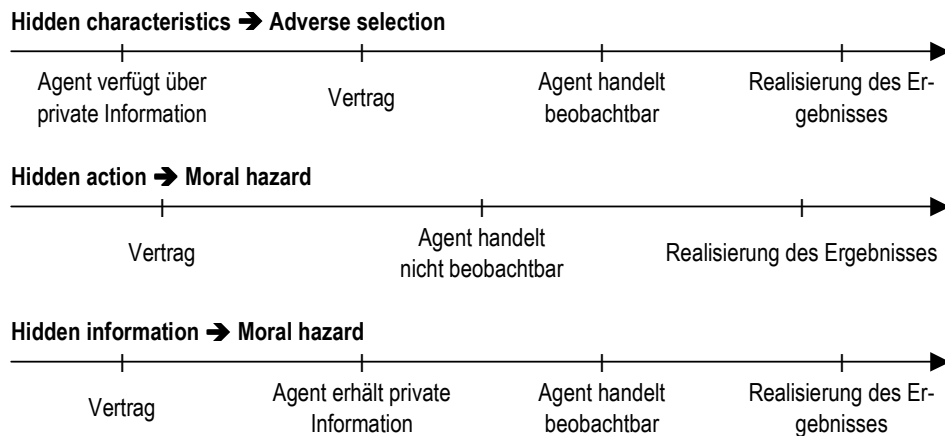 Hidden characteristics ➔ Adverse selection
Agent verfügt über
private Information
Vertrag
Agent handelt
beobachtbar
Realisierung des Er-
gebnisses
Hidden action ➔ Moral hazard
Vertrag
Agent handelt
nicht beobachtbar
Realisierung des Ergebnisses
Hidden information ➔ Moral hazard
Vertrag
Agent erhält private
Information
Agent handelt
beobachtbar
Realisierung des Er-
gebnisses